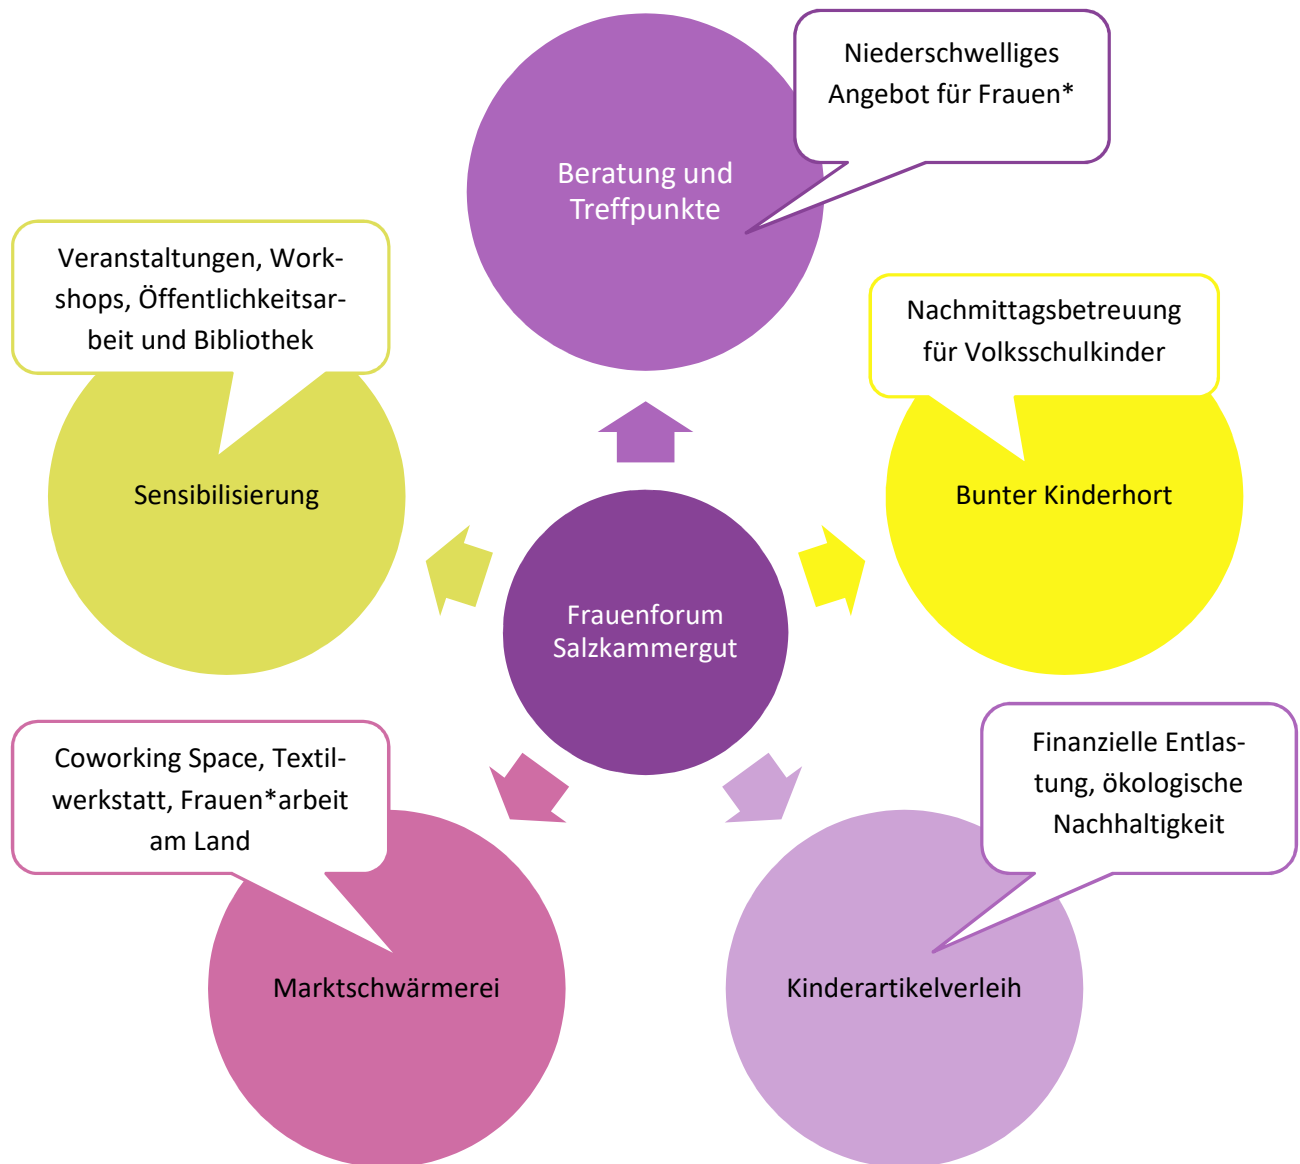 Niederschwelliges
Angebot für Frauen*
Beratung und
Treffpunkte
Veranstaltungen, Work-
shops, Öffentlichkeitsar-
beit und Bibliothek
Sensibilisierung
Nachmittagsbetreuung
für Volksschulkinder
Bunter Kinderhort
Frauenforum
Salzkammergut
Coworking Space, Textil-
werkstatt, Frauen*arbeit
am Land
Marktschwärmerei
Finanzielle Entlas-
tung, ökologische
Nachhaltigkeit
Kinderartikelverleih